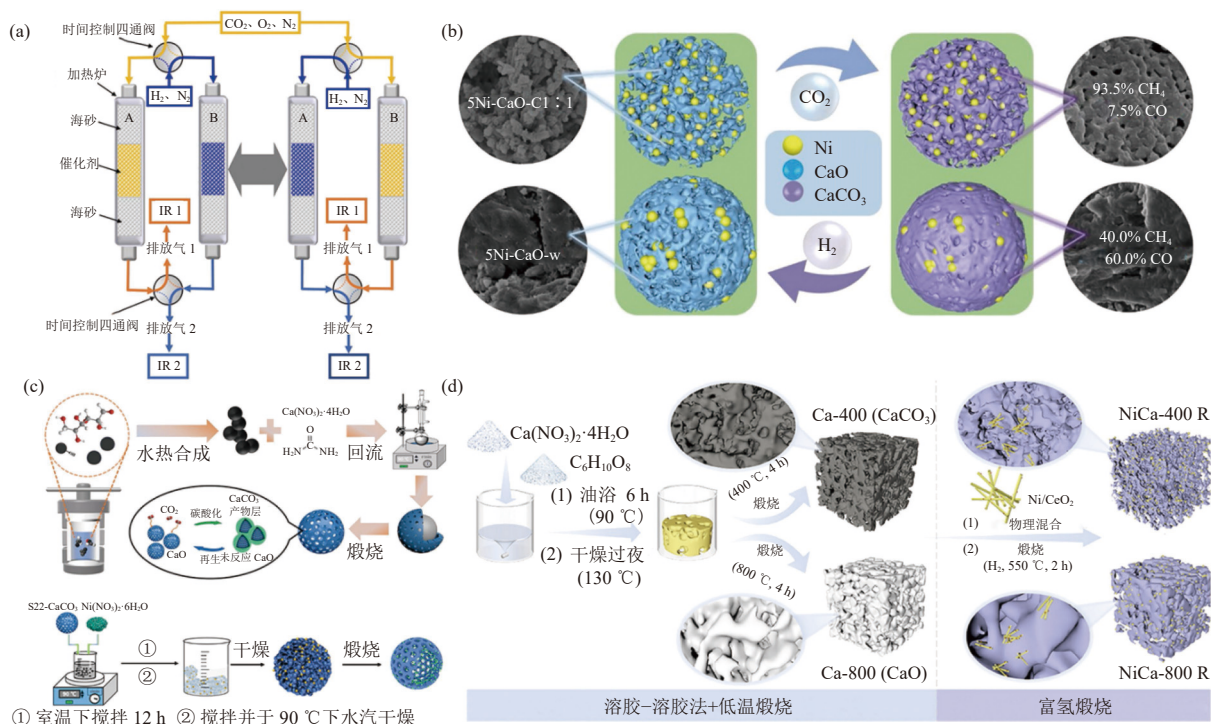 (a)
时间控制四通阀
CO₂、O₂、N₂
加热炉
H₂、N₂
H₂、N₂
A
B
A
B
海砂
催化剂
海砂
IR 1
IR 1
排放气 1
排放气 1
时间控制四通阀
排放气 2
排放气 2
IR 2
IR 2
(b)
5Ni-CaO-C1∶1
CO₂
93.5% CH₄
7.5% CO
Ni
CaO
CaCO₃
5Ni-CaO-w
H₂
40.0% CH₄
60.0% CO
(c)
水热合成
Ca(NO₃)₂·4H₂O
O
H₂N
NH₂
回流
CO₂
碳酸化
CaCO₃
产物层
CaO
再生
未反应 CaO
煅烧
S22-CaCO₃ Ni(NO₃)₂·6H₂O
①
②
干燥
煅烧
① 室温下搅拌 12 h ② 搅拌并于 90 ℃下水汽干燥
(d)
Ca(NO₃)₂·4H₂O
C₆H₁₀O₈
(1) 油浴 6 h
(90 ℃)
(2) 干燥过夜
(130 ℃)
(400 ℃, 4 h)
煅烧
煅烧
(800 ℃, 4 h)
Ca-400 (CaCO₃)
Ca-800 (CaO)
溶胶−溶胶法+低温煅烧
Ni/CeO₂
(1)
物理混合
(2)
煅烧
(H₂, 550 ℃, 2 h)
NiCa-400 R
NiCa-800 R
富氢煅烧